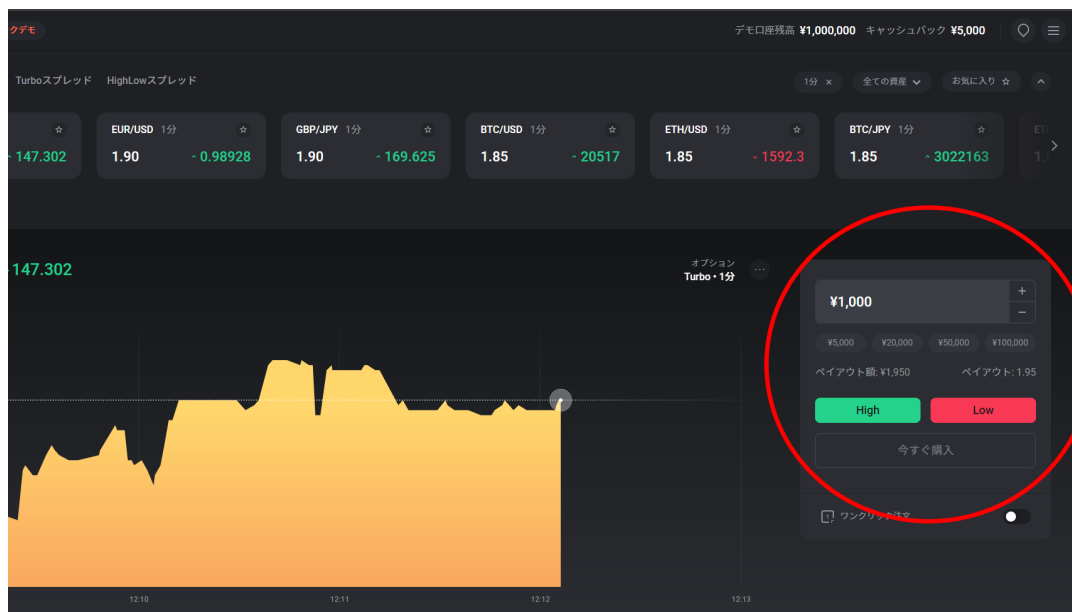 クデモ
デモ口座残高 ¥1,000,000 キャッシュバック ¥5,000
Turboスプレッド HighLowスプレッド
1分 × 全ての資産 お気に入り
147.302
EUR/USD 1分
1.90 0.98928
GBP/JPY 1分
1.90 169.625
BTC/USD 1分
1.85 20517
ETH/USD 1分
1.85 1592.3
BTC/JPY 1分
1.85 3022163
147.302
オプション
Turbo • 1分
¥1,000
+
−
¥5,000 ¥20,000 ¥50,000 ¥100,000
ペイアウト額: ¥1,950 ペイアウト: 1.95
High Low
今すぐ購入
ワンクリック注文
12:10 12:11 12:12 12:13